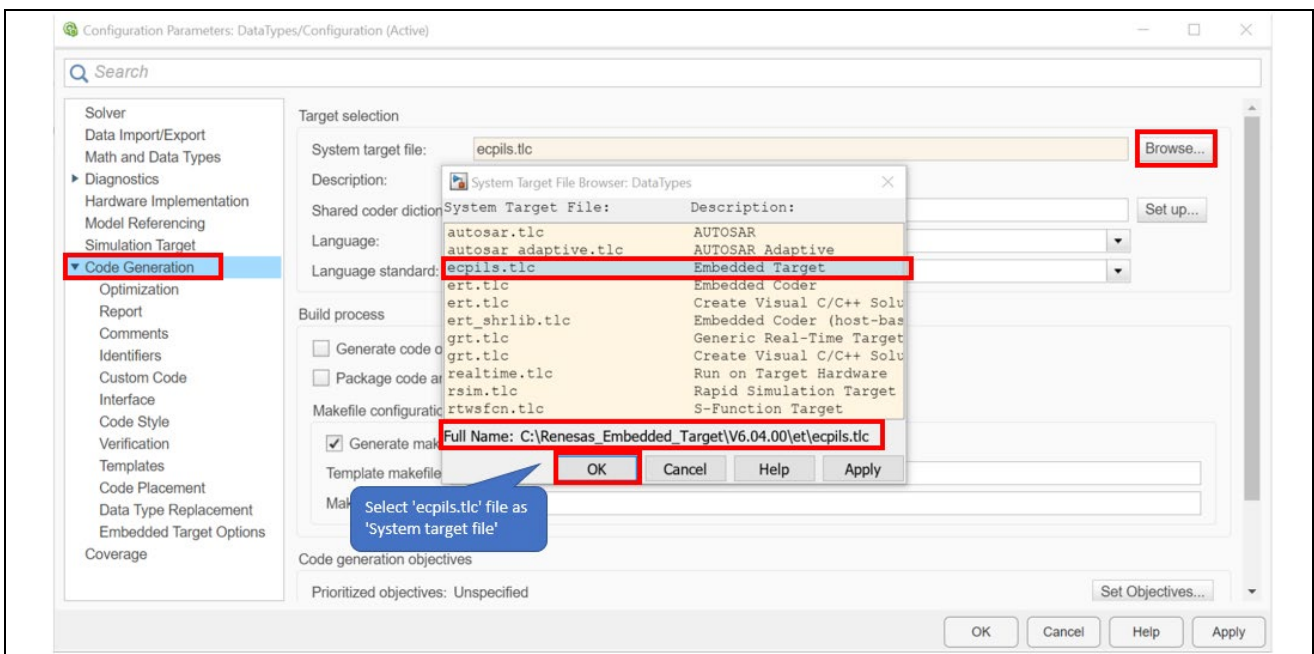 Configuration Parameters: DataTypes/Configuration (Active)
Search
Solver
Data Import/Export
Math and Data Types
Diagnostics
Hardware Implementation
Model Referencing
Simulation Target
Code Generation
Optimization
Report
Comments
Identifiers
Custom Code
Interface
Code Style
Verification
Templates
Code Placement
Data Type Replacement
Embedded Target Options
Coverage
Target selection
System target file: ecpils.tlc Browse...
Description:
Shared coder diction Set up...
Language:
Language standard:
Build process
Generate code o
Package code ar
Makefile configuratio
Generate mak
Template makefile
Mak
Code generation objectives
Prioritized objectives: Unspecified Set Objectives...
OK Cancel Help Apply
System Target File Browser: DataTypes
System Target File: Description:
autosar.tlc AUTOSAR
autosar_adaptive.tlc AUTOSAR Adaptive
ecpils.tlc Embedded Target
ert.tlc Embedded Coder
ert.tlc Create Visual C/C++ Solu
ert_shrlib.tlc Embedded Coder (host-bas
grt.tlc Generic Real-Time Target
grt.tlc Create Visual C/C++ Solu
realtime.tlc Run on Target Hardware
rsim.tlc Rapid Simulation Target
rtwsfcn.tlc S-Function Target
Full Name: C:\Renesas_Embedded_Target\V6.04.00\et\ecpils.tlc
OK Cancel Help Apply
Select 'ecpils.tlc' file as
'System target file'